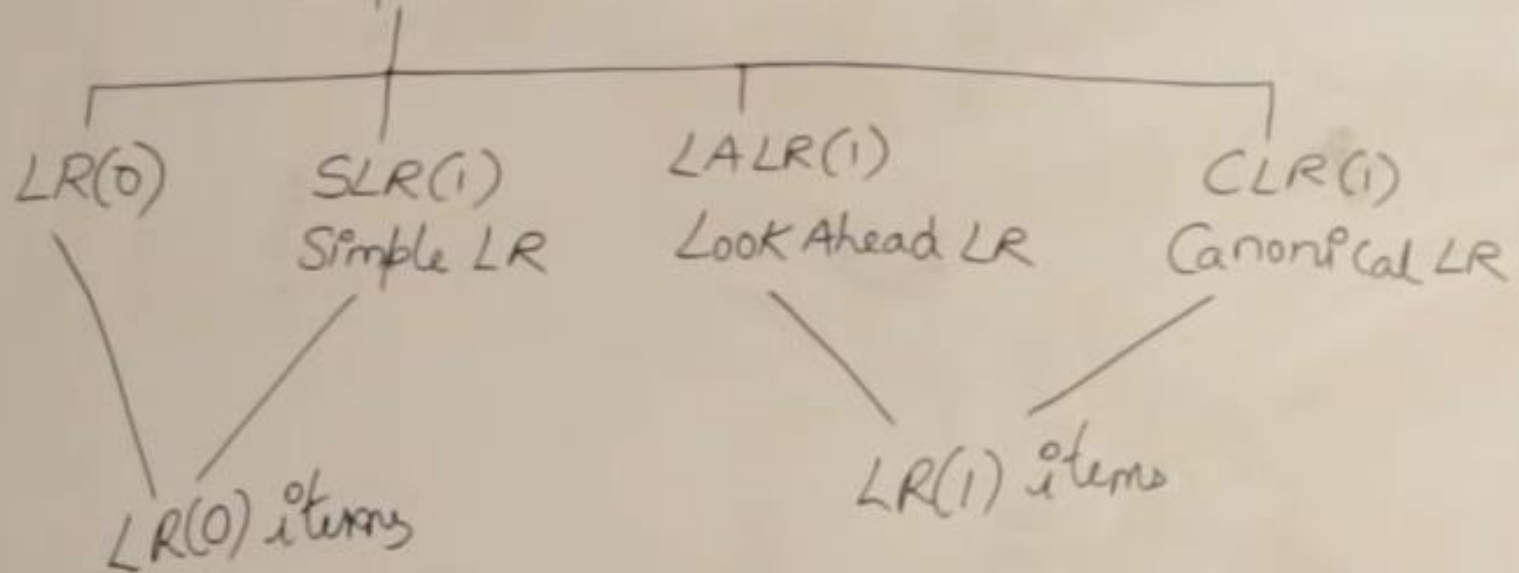 LR(0) SLR(1) LALR(1) CLR(1)
Simple LR Look Ahead LR Canonical LR
LR(0) items LR(1) items